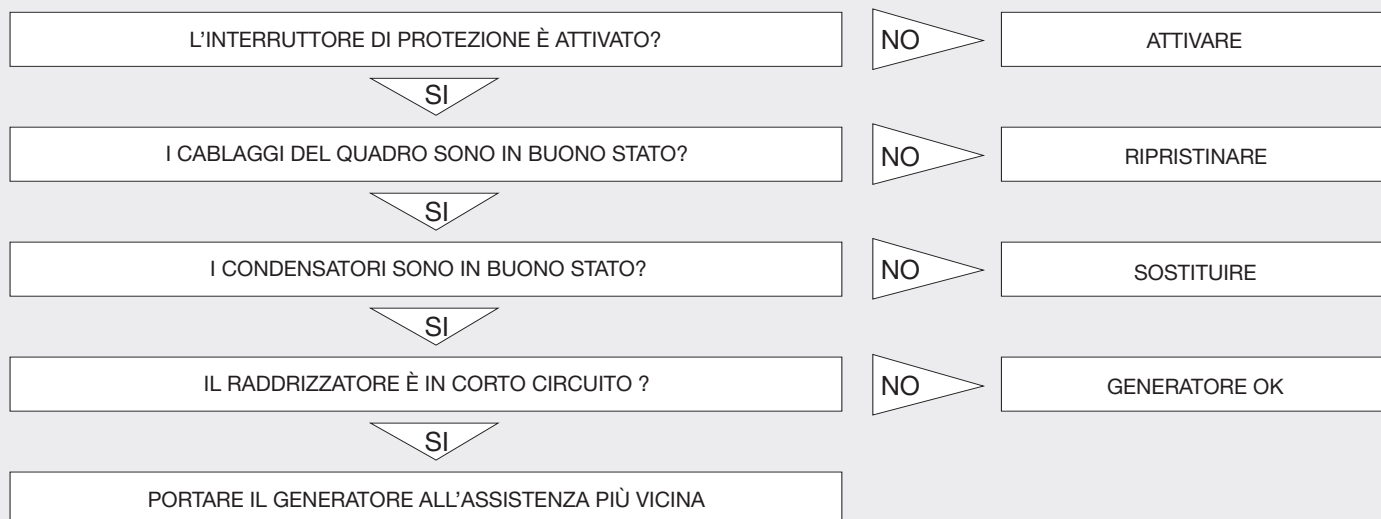 L'INTERRUTTORE DI PROTEZIONE È ATTIVATO?
NO
ATTIVARE
SI
I CABLAGGI DEL QUADRO SONO IN BUONO STATO?
NO
RIPRISTINARE
SI
I CONDENSATORI SONO IN BUONO STATO?
NO
SOSTITUIRE
SI
IL RADDRIZZATORE È IN CORTO CIRCUITO ?
NO
GENERATORE OK
SI
PORTARE IL GENERATORE ALL'ASSISTENZA PIÙ VICINA